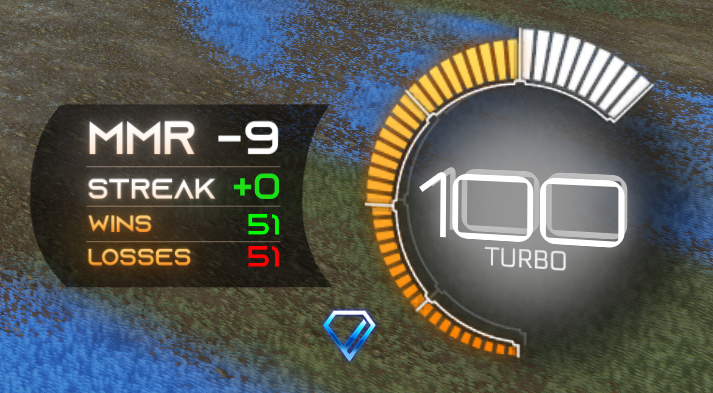 MMR -9
STREAK +0
WINS 51
LOSSES 51
100
TURBO